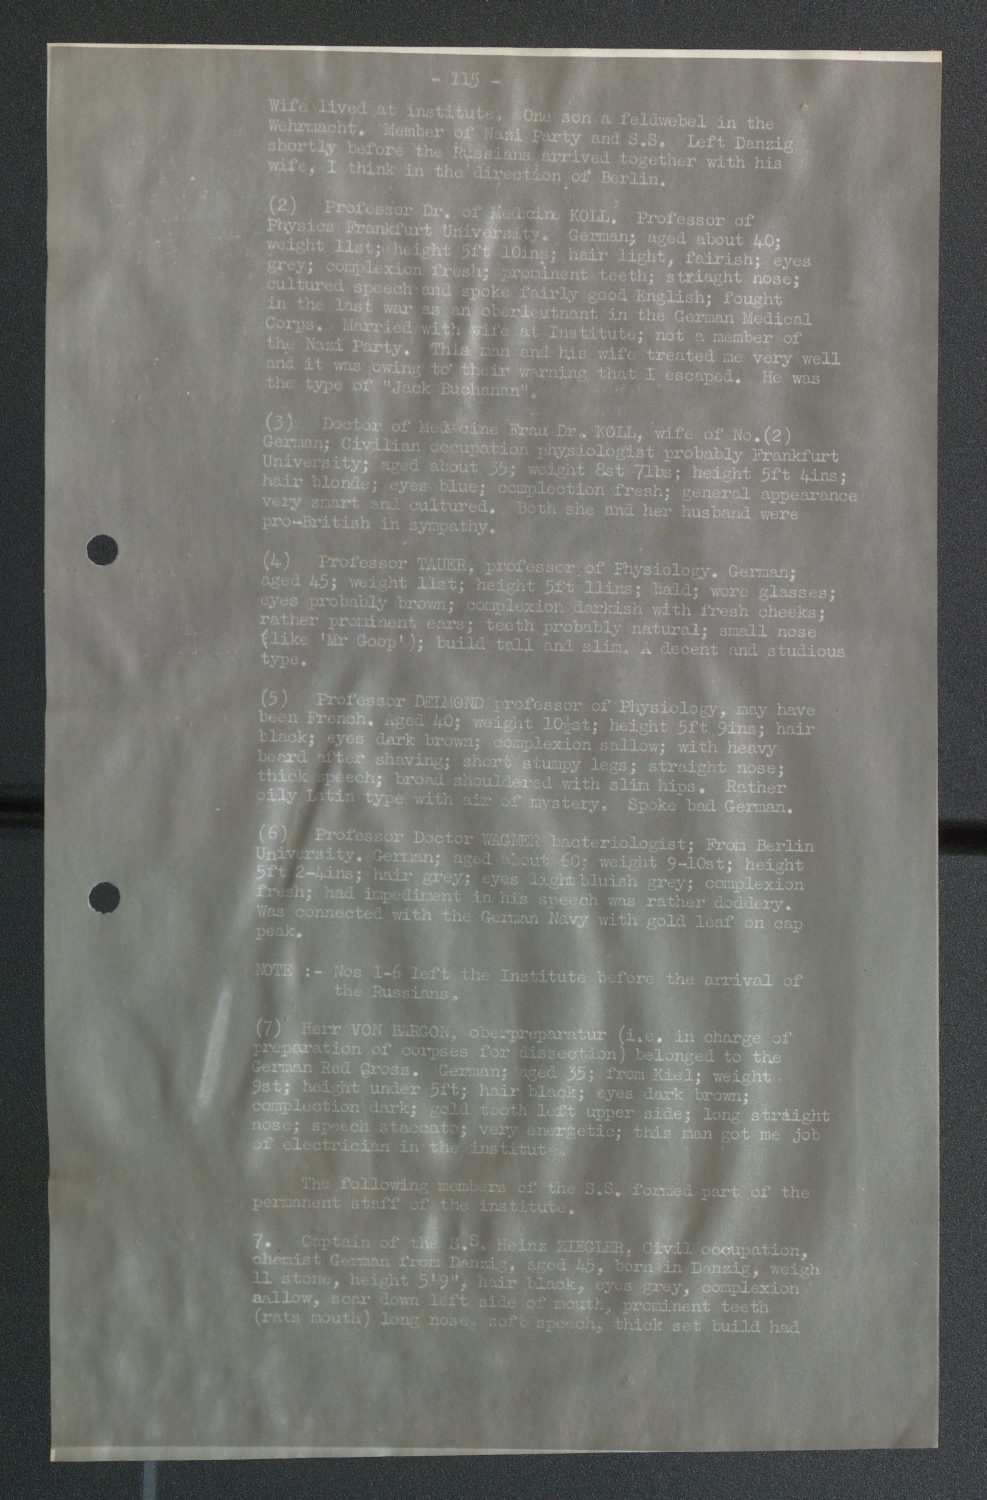 - 115 -
Wife lived at institute. One son a feldwebel in the
Wehrmacht. Member of Nazi Party and S.S. Left Danzig
shortly before the Russians arrived together with his
wife, I think in the direction of Berlin.
(2) Professor Dr. of Medcine KOLL. Professor of
Physics Frankfurt University. German; aged about 40;
weight 11st; height 5ft 10ins; hair light, fairish; eyes
grey; complexion fresh; prominent teeth; striaght nose;
cultured speech and spoke fairly good English; fought
in the last war as an oberleutnant in the German Medical
Corps. Married with wife at Institute; not a member of
the Nazi Party. This man and his wife treated me very well
and it was owing to their warning that I escaped. He was
the type of "Jack Buchanan".
(3) Doctor of Medecine Frau Dr. KOLL, wife of No.(2)
German; Civilian occupation physiologist probably Frankfurt
University; aged about 35; weight 8st 7lbs; height 5ft 4ins;
hair blonde; eyes blue; complection fresh; general appearance
very smart and cultured. Both she and her husband were
pro-British in sympathy.
(4) Professor TAUER, professor of Physiology. German;
aged 45; weight 11st; height 5ft 11ins; bald; wore glasses;
eyes probably brown; complexion darkish with fresh cheeks;
rather prominent ears; teeth probably natural; small nose
(like 'Mr Goop'); build tall and slim. A decent and studious
type.
(5) Professor DELMOND professor of Physiology, may have
been French. Aged 40; weight 10½st; height 5ft 9ins; hair
black; eyes dark brown; complexion sallow; with heavy
beard after shaving; short stumpy legs; straight nose;
thick speech; broad shouldered with slim hips. Rather
oily Latin type with air of mystery. Spoke bad German.
(6) Professor Doctor WAGNER bacteriologist; From Berlin
University. German; aged about 60; weight 9-10st; height
5ft 2-4ins; hair grey; eyes light bluish grey; complexion
fresh; had impediment in his speech was rather doddery.
Was connected with the German Navy with gold leaf on cap
peak.
NOTE :- Nos 1-6 left the Institute before the arrival of
the Russians.
(7) Herr VON BARGON, oberpreparatur (i.e. in charge of
preparation of corpses for dissection) belonged to the
German Red Cross. German; aged 35; from Kiel; weight
9st; height under 5ft; hair black; eyes dark brown;
complection dark; gold tooth left upper side; long straight
nose; speech staccato; very energetic; this man got me job
of electrician in the institute.
The following members of the S.S. formed part of the
permanent staff of the institute.
7. Captain of the S.S. Heinz ZIEGLER, Civil occupation,
chemist German from Danzig, aged 45, born in Danzig, weigh
11 stone, height 5'9", hair black, eyes grey, complexion
sallow, scar down left side of mouth, prominent teeth
(rats mouth) long nose, soft speech, thick set build had